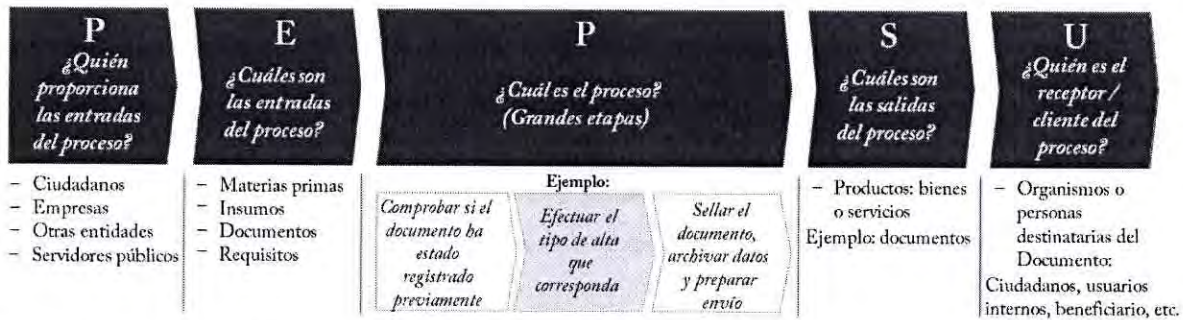 P
¿Quién
proporciona
las entradas
del proceso?
E
¿Cuáles son
las entradas
del proceso?
P
¿Cuál es el proceso?
(Grandes etapas)
S
¿Cuáles son
las salidas
del proceso?
U
¿Quién es el
receptor /
cliente del
proceso?
– Ciudadanos
– Empresas
– Otras entidades
– Servidores públicos
– Materias primas
– Insumos
– Documentos
– Requisitos
Ejemplo:
Comprobar si el
documento ha
estado
registrado
previamente
Efectuar el
tipo de alta
que
corresponda
Sellar el
documento,
archivar datos
y preparar
envío
– Productos: bienes
o servicios
Ejemplo: documentos
– Organismos o
personas
destinatarias del
Documento:
Ciudadanos, usuarios
internos, beneficiario, etc.